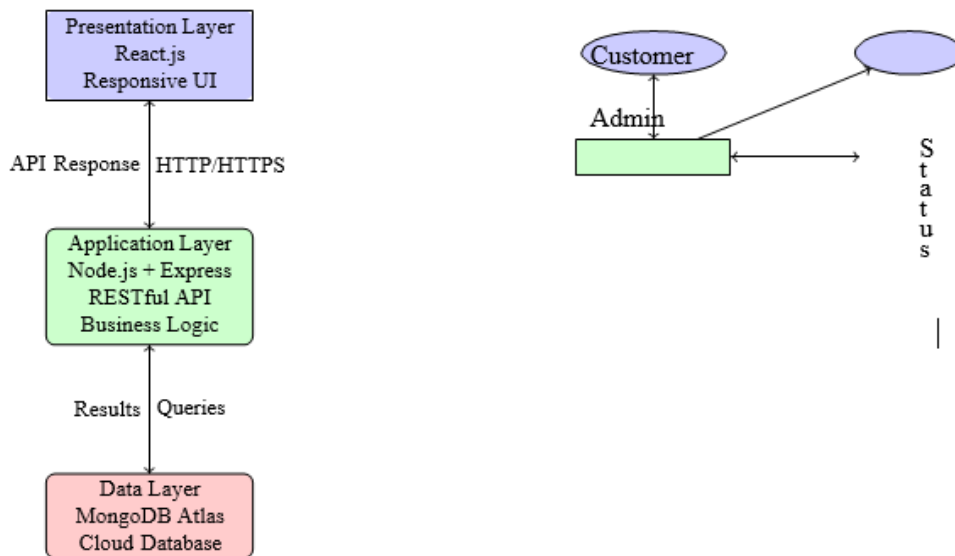 Presentation Layer
React.js
Responsive UI
API Response
HTTP/HTTPS
Application Layer
Node.js + Express
RESTful API
Business Logic
Results
Queries
Data Layer
MongoDB Atlas
Cloud Database
Customer
Admin
S
t
a
t
u
s